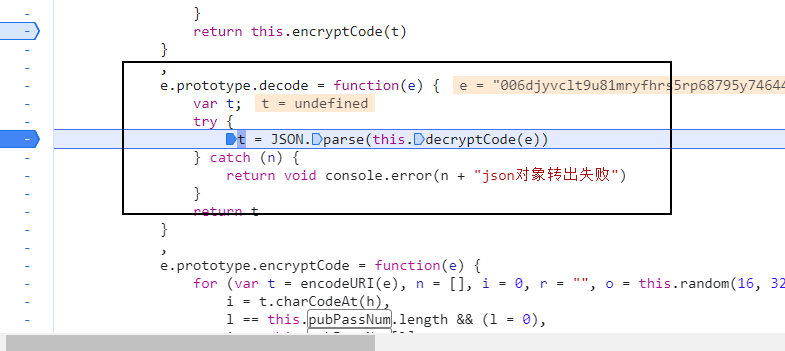 }
return this.encryptCode(t)
}
,
e.prototype.decode = function(e) { e = "006djyvclt9u81mryfhrs5rp68795y74644
var t; t = undefined
try {
t = JSON.parse(this.decryptCode(e))
} catch (n) {
return void console.error(n + "json对象转出失败")
}
return t
}
,
e.prototype.encryptCode = function(e) {
for (var t = encodeURI(e), n = [], i = 0, r = "", o = this.random(16, 32
i = t.charCodeAt(h),
l == this.pubPassNum.length && (l = 0),